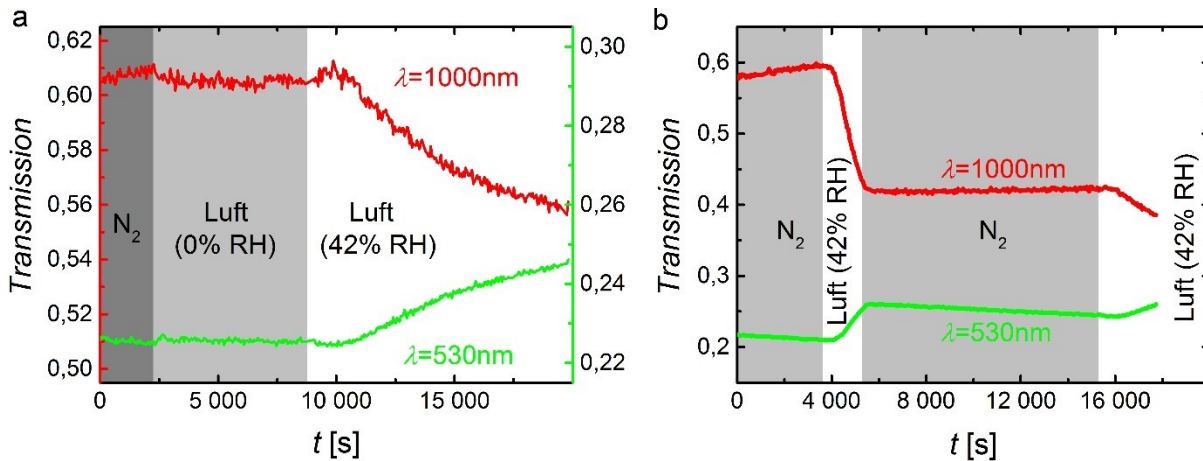 a
0,62
0,60
0,58
0,56
0,54
0,52
0,50
Transmission
0,30
0,28
0,26
0,24
0,22
λ=1000nm
N2
Luft
(0% RH)
Luft
(42% RH)
λ=530nm
0
5 000
10 000
15 000
t [s]
b
0,6
0,5
0,4
0,3
0,2
Transmission
λ=1000nm
N2
Luft (42% RH)
N2
Luft (42% RH)
λ=530nm
0
4 000
8 000
12 000
16 000
t [s]